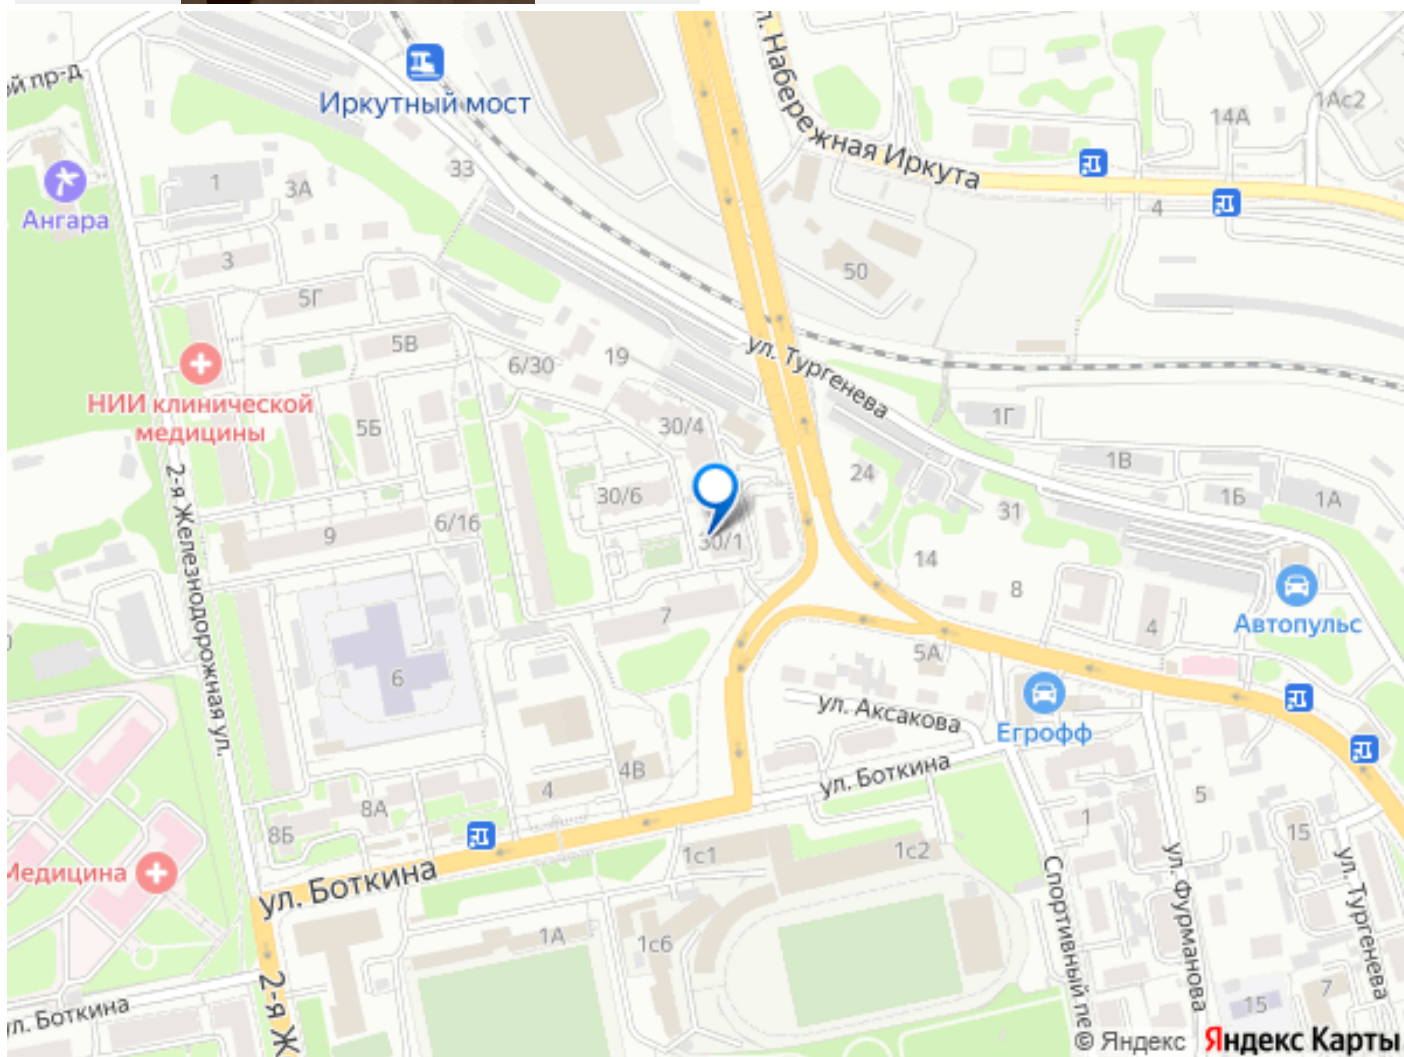 ой пр-д
Иркутный мост
ул. Набережная Иркута
1Ас2
14А
33
1
3А
Ангара
4
3
50
5Г
5В
ул. Тургенева
19
6/30
НИИ клинической
медицины
5Б
30/4
1Г
1В
24
30/6
1Б
1А
31
6/16
9
30/1
2-я Железнодорожная ул.
14
8
Автопульс
7
4
5А
6
ул. Аксакова
Егрофф
4В
ул. Боткина
4
8А
5
1
8Б
15
1с1
1с2
Медицина
ул. Боткина
Спортивный пе
ул. Фурманова
ул. Тургенева
1А
1с6
2-я Ж
7
15
ул. Боткина
© Яндекс Яндекс Карты